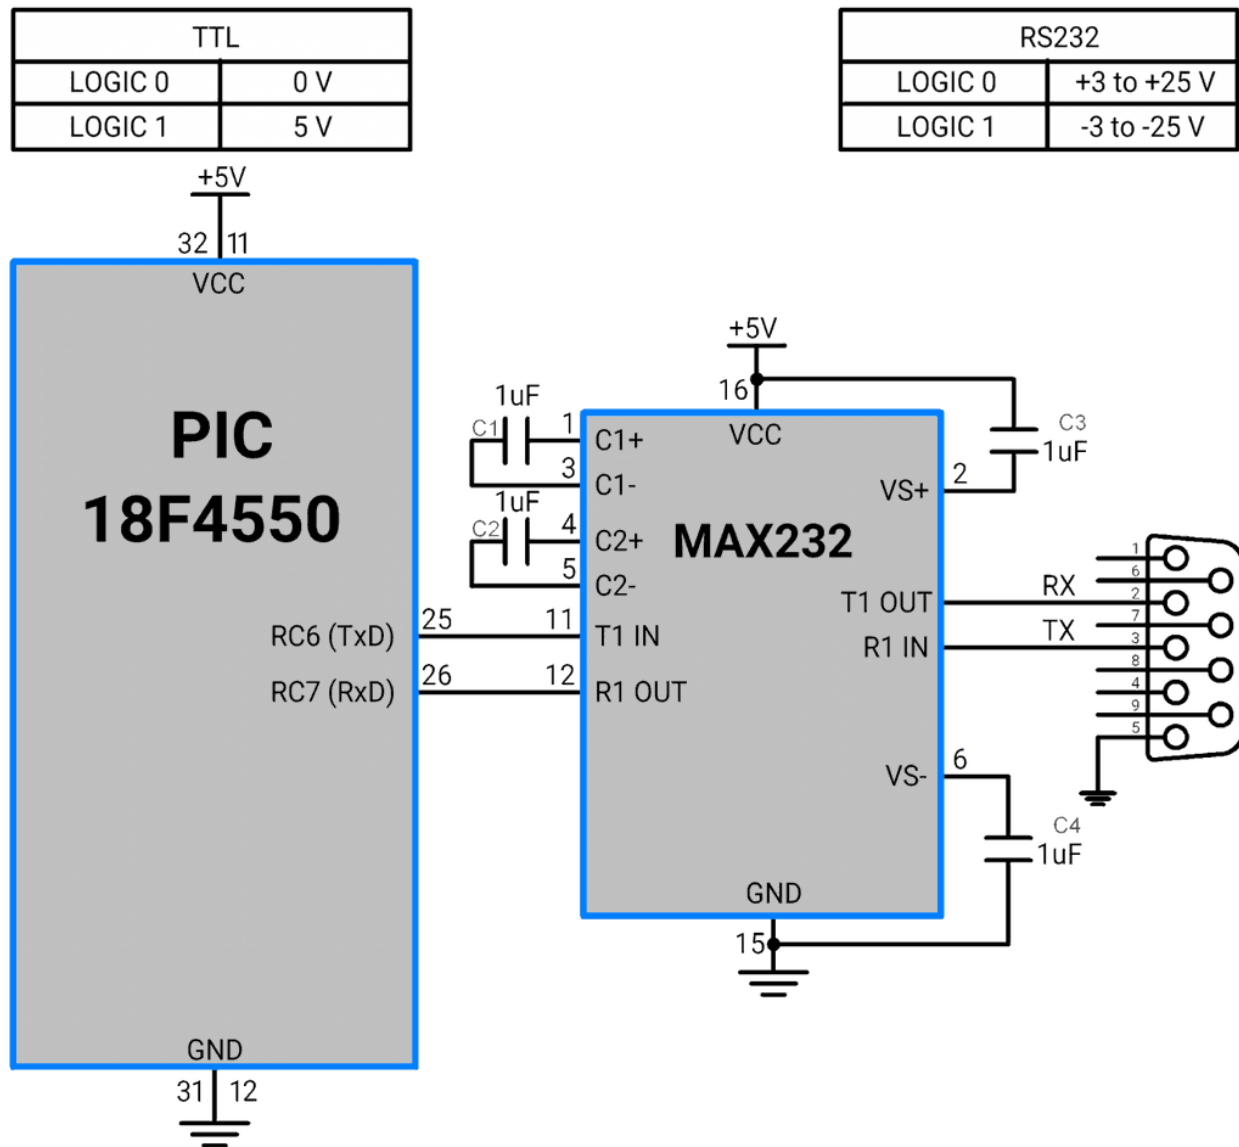 TTL
LOGIC 0 0 V
LOGIC 1 5 V
RS232
LOGIC 0 +3 to +25 V
LOGIC 1 -3 to -25 V
+5V
32 11
VCC
PIC
18F4550
RC6 (TxD) 25
RC7 (RxD) 26
GND
31 12
+5V
16
VCC
1uF
C1 1 C1+
3 C1-
1uF
C2 4 C2+
5 C2-
MAX232
11 T1 IN
12 R1 OUT
C3
1uF
VS+ 2
T1 OUT RX
R1 IN TX
VS- 6
C4
1uF
GND
15
1
6
2
7
3
8
4
9
5